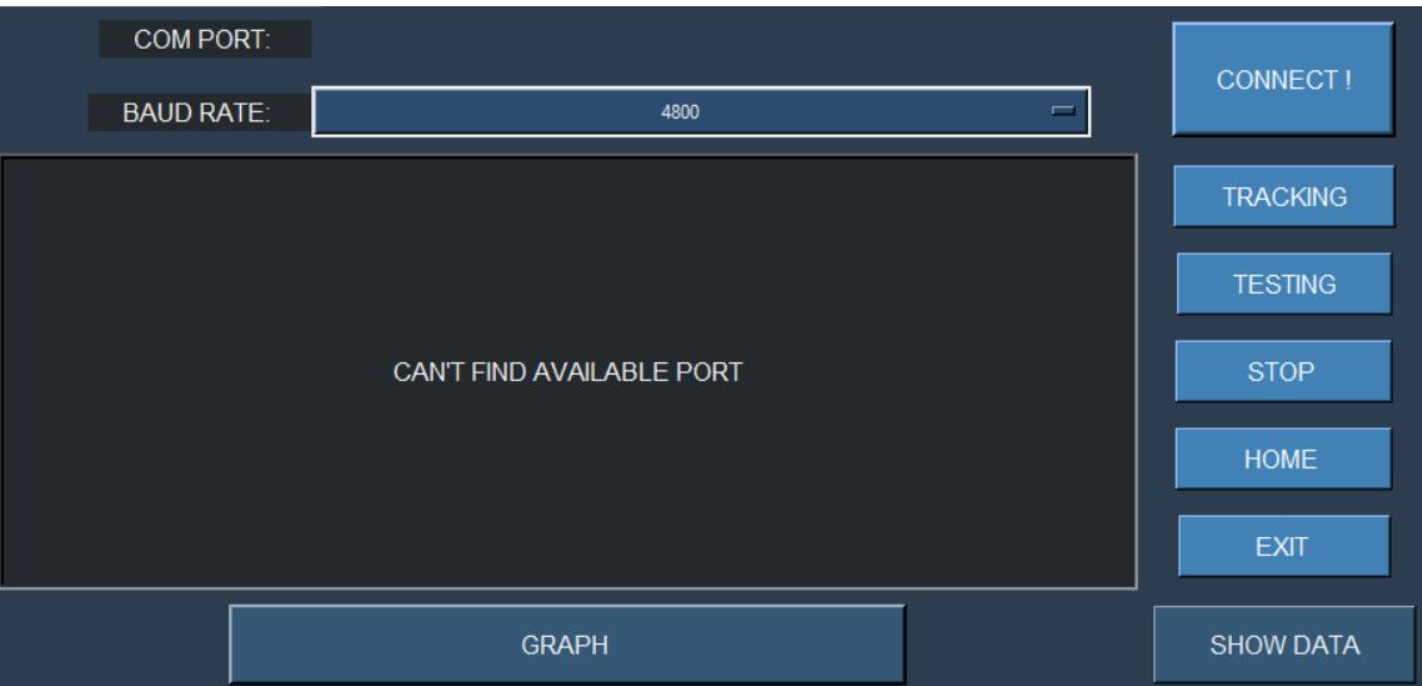 COM PORT:
CONNECT !
BAUD RATE:
4800
TRACKING
TESTING
CAN'T FIND AVAILABLE PORT
STOP
HOME
EXIT
GRAPH
SHOW DATA